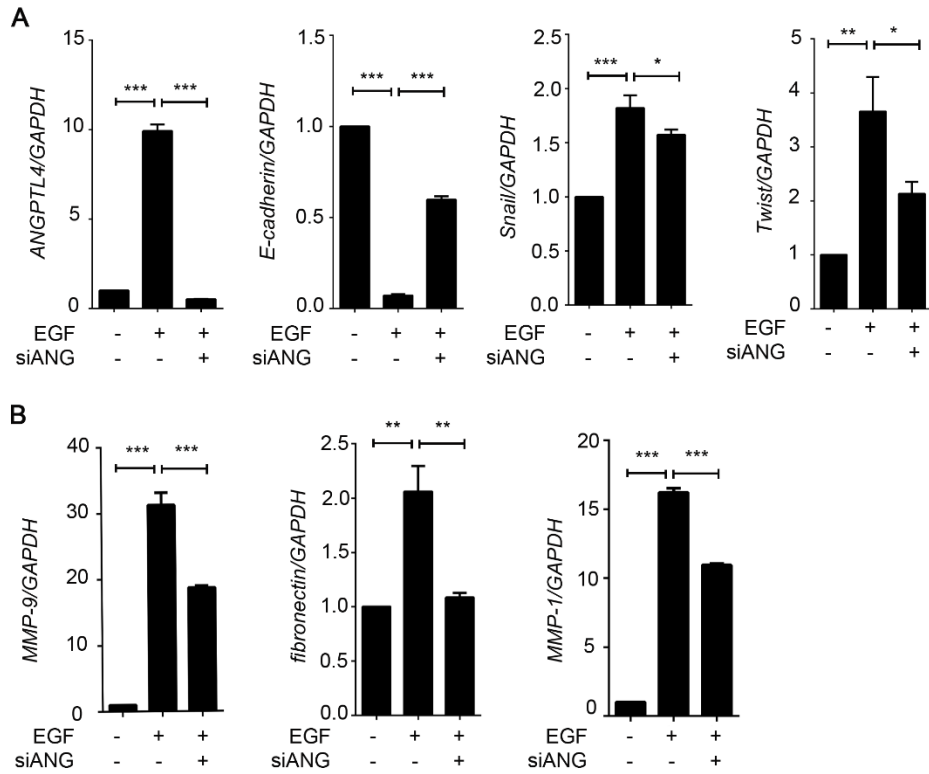 A
ANGPTL4/GAPDH
15
10
5
0
*** ***
EGF - + +
siANG - - +
E-cadherin/GAPDH
1.5
1.0
0.5
0.0
*** ***
EGF - + +
siANG - - +
Snail/GAPDH
2.5
2.0
1.5
1.0
0.5
0.0
*** *
EGF - + +
siANG - - +
Twist/GAPDH
5
4
3
2
1
0
** *
EGF - + +
siANG - - +
B
MMP-9/GAPDH
40
30
20
10
0
*** ***
EGF - + +
siANG - - +
fibronectin/GAPDH
2.5
2.0
1.5
1.0
0.5
0.0
** **
EGF - + +
siANG - - +
MMP-1/GAPDH
20
15
10
5
0
*** ***
EGF - + +
siANG - - +